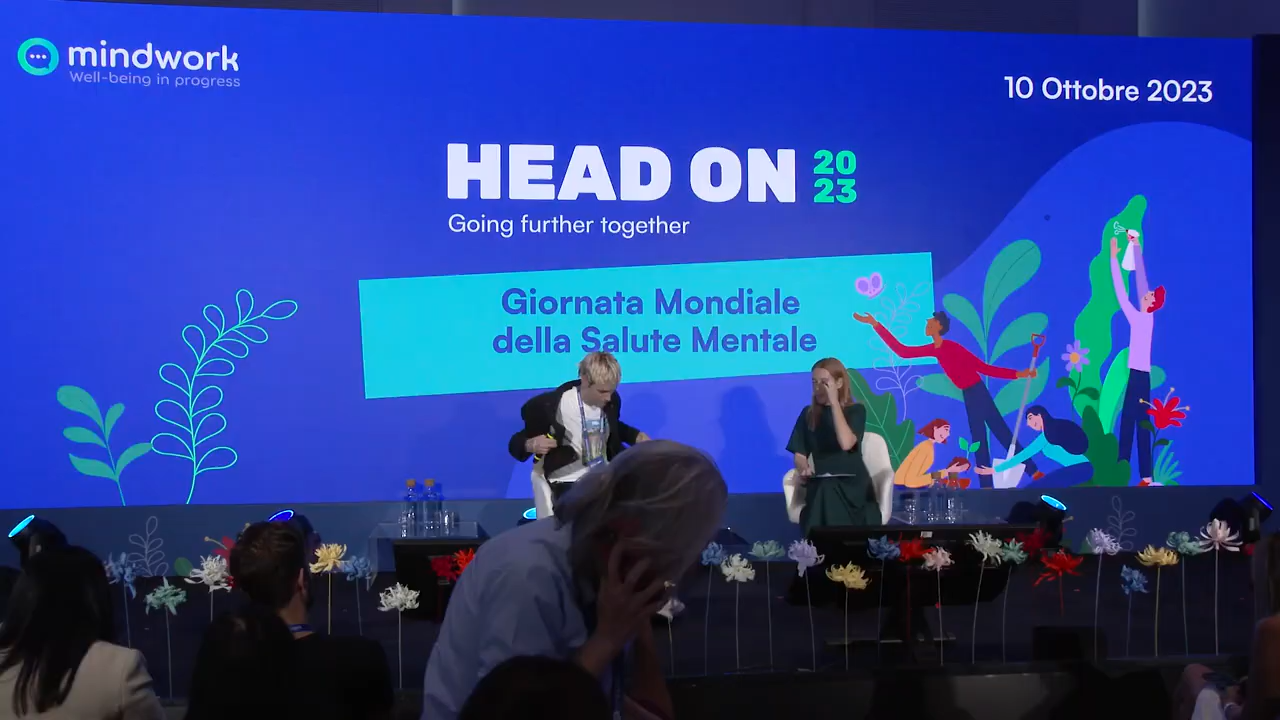 mindwork
Well-being in progress
10 Ottobre 2023
HEAD ON 20
23
Going further together
Giornata Mondiale
della Salute Mentale